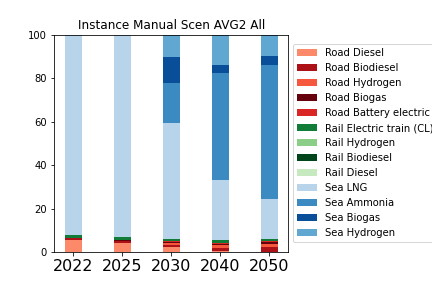 Instance Manual Scen AVG2 All
100
80
60
40
20
0
2022 2025 2030 2040 2050
Road Diesel
Road Biodiesel
Road Hydrogen
Road Biogas
Road Battery electric
Rail Electric train (CL)
Rail Hydrogen
Rail Biodiesel
Rail Diesel
Sea LNG
Sea Ammonia
Sea Biogas
Sea Hydrogen